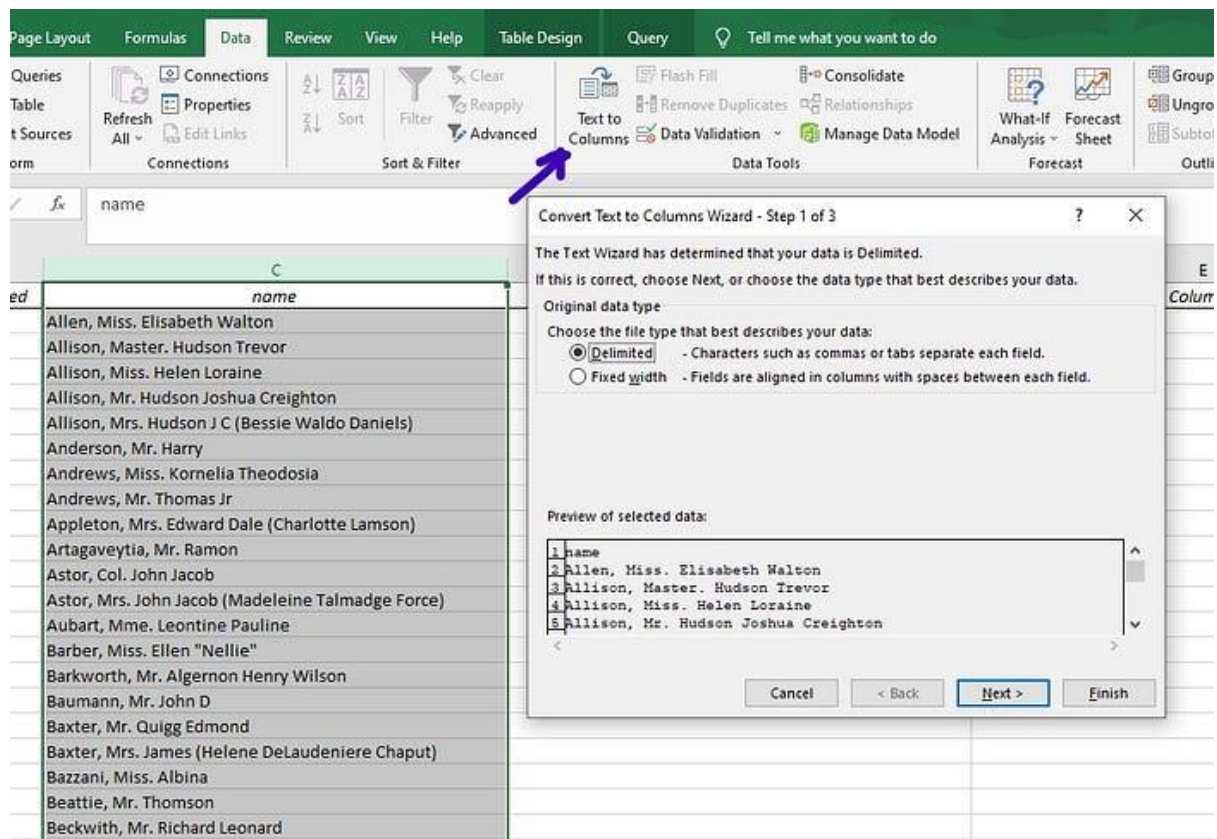 Page Layout Formulas Data Review View Help Table Design Query Tell me what you want to do
Queries
Table
t Sources
orm
Refresh All
Connections
Properties
Edit Links
Connections
Sort
Filter
Clear
Reapply
Advanced
Sort & Filter
Text to Columns
Flash Fill
Remove Duplicates
Data Validation
Consolidate
Relationships
Manage Data Model
Data Tools
What-If Analysis
Forecast Sheet
Forecast
Group
Ungro
Subto
Outli
fx name
C
E
ed name Colum
Allen, Miss. Elisabeth Walton
Allison, Master. Hudson Trevor
Allison, Miss. Helen Loraine
Allison, Mr. Hudson Joshua Creighton
Allison, Mrs. Hudson J C (Bessie Waldo Daniels)
Anderson, Mr. Harry
Andrews, Miss. Kornelia Theodosia
Andrews, Mr. Thomas Jr
Appleton, Mrs. Edward Dale (Charlotte Lamson)
Artagaveytia, Mr. Ramon
Astor, Col. John Jacob
Astor, Mrs. John Jacob (Madeleine Talmadge Force)
Aubart, Mme. Leontine Pauline
Barber, Miss. Ellen "Nellie"
Barkworth, Mr. Algernon Henry Wilson
Baumann, Mr. John D
Baxter, Mr. Quigg Edmond
Baxter, Mrs. James (Helene DeLaudeniere Chaput)
Bazzani, Miss. Albina
Beattie, Mr. Thomson
Beckwith, Mr. Richard Leonard
Convert Text to Columns Wizard - Step 1 of 3 ? X
The Text Wizard has determined that your data is Delimited.
If this is correct, choose Next, or choose the data type that best describes your data.
Original data type
Choose the file type that best describes your data:
Delimited - Characters such as commas or tabs separate each field.
Fixed width - Fields are aligned in columns with spaces between each field.
Preview of selected data:
1 name
2 Allen, Miss. Elisabeth Walton
3 Allison, Master. Hudson Trevor
4 Allison, Miss. Helen Loraine
5 Allison, Mr. Hudson Joshua Creighton
Cancel < Back Next > Finish